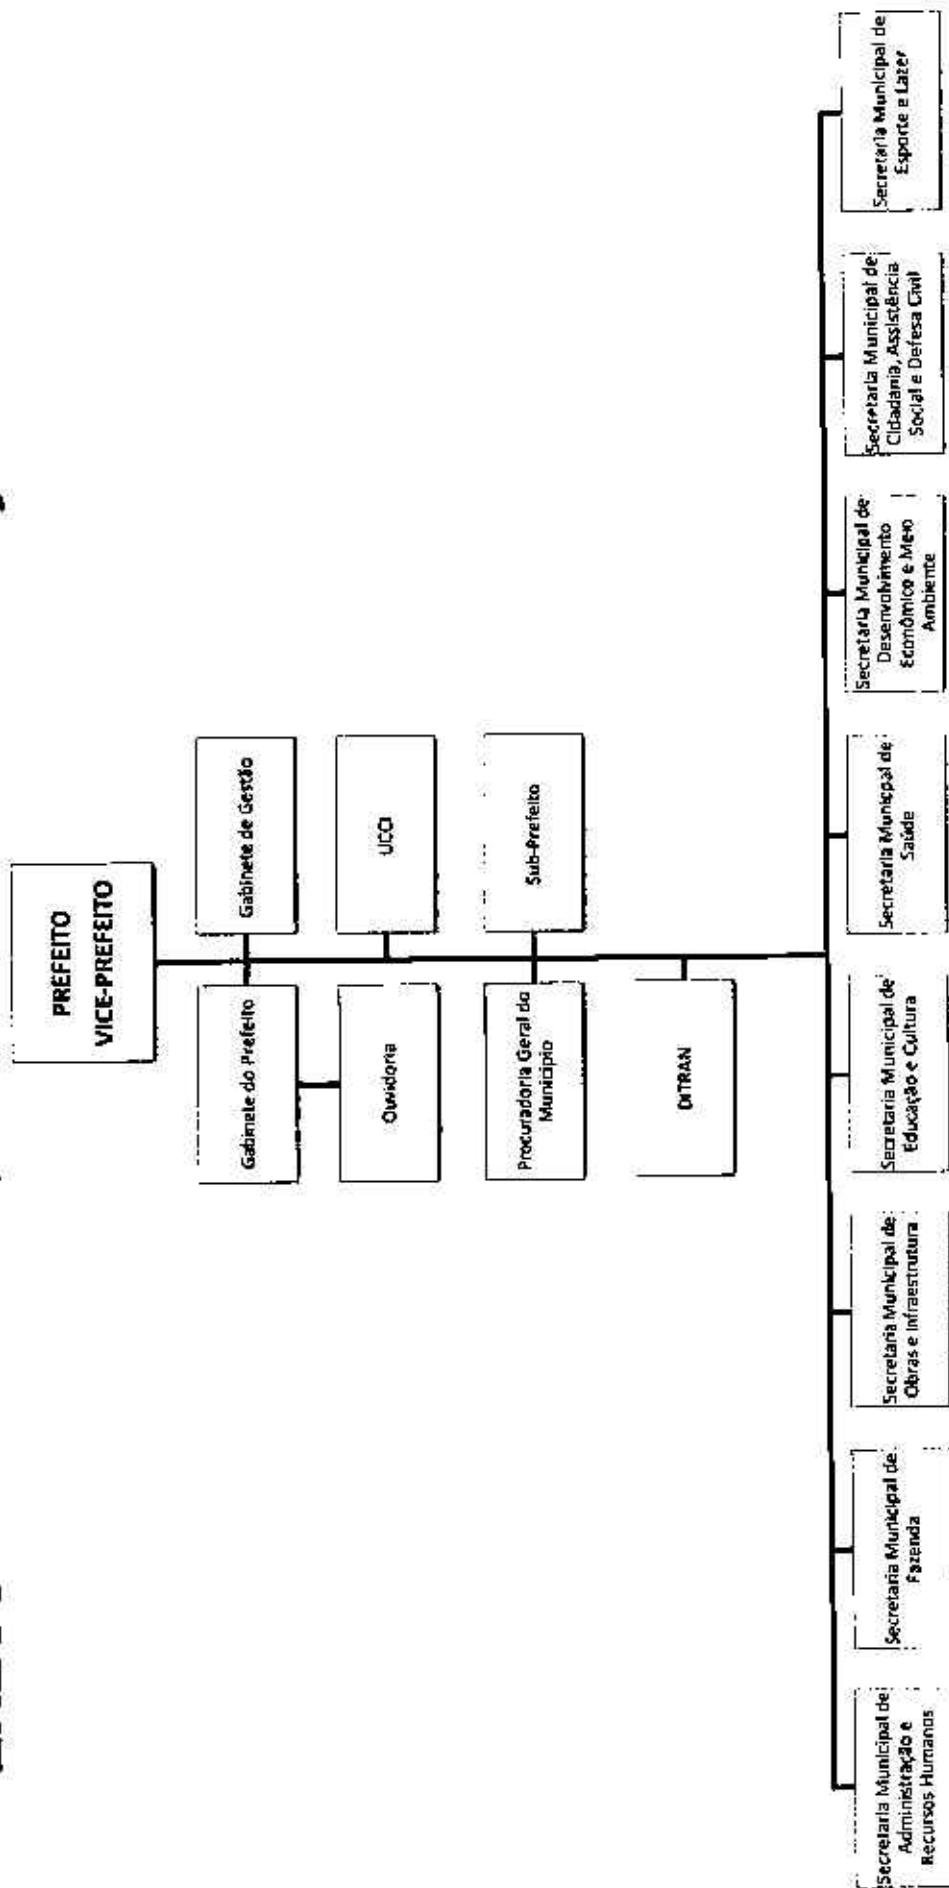 PREFEITO
VICE-PREFEITO
Gabinete do Prefeito
Gabinete de Gestão
Ouvidoria
UCCI
Procuradoria Geral do
Município
Sub-Prefeito
DITRAN
Secretaria Municipal de
Administração e
Recursos Humanos
Secretaria Municipal de
Fazenda
Secretaria Municipal de
Obras e Infraestrutura
Secretaria Municipal de
Educação e Cultura
Secretaria Municipal de
Saúde
Secretaria Municipal de
Desenvolvimento
Econômico e Meio
Ambiente
Secretaria Municipal de
Cidadania, Assistência
Social e Defesa Civil
Secretaria Municipal de
Esporte e Lazer